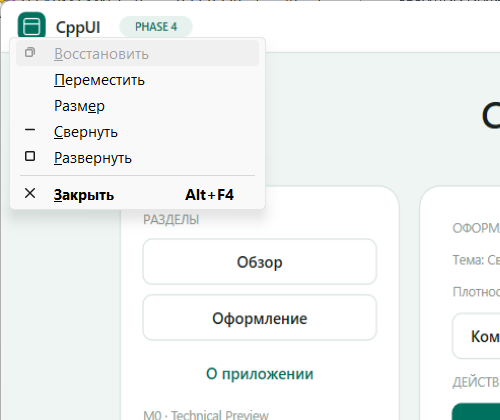 CppUI
PHASE 4
Восстановить
Переместить
Размер
Свернуть
Развернуть
Закрыть Alt+F4
РАЗДЕЛЫ
Обзор
Оформление
О приложении
M0 · Technical Preview
С
ОФОРМ
Тема: Св
Плотнос
Ком
ДЕЙСТВ